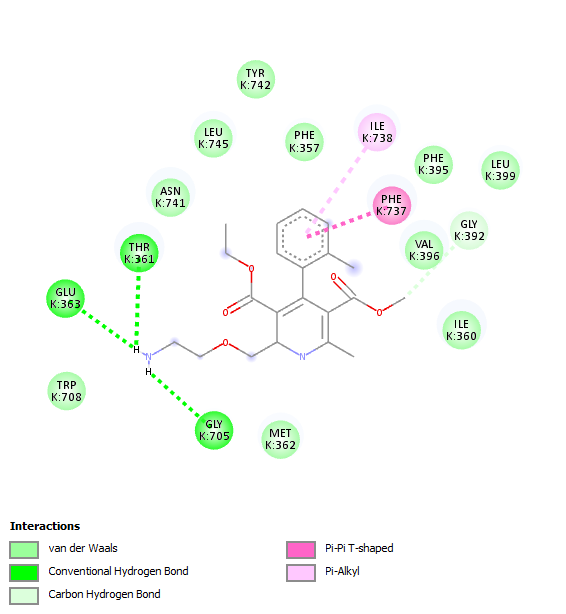 TYR
K:742
LEU
K:745
PHE
K:357
ILE
K:738
PHE
K:395
LEU
K:399
ASN
K:741
PHE
K:737
GLY
K:392
THR
K:361
VAL
K:396
GLU
K:363
ILE
K:360
TRP
K:708
GLY
K:705
MET
K:362
O
O
O
O
O
H
N
H
N
Interactions
van der Waals
Conventional Hydrogen Bond
Carbon Hydrogen Bond
Pi-Pi T-shaped
Pi-Alkyl